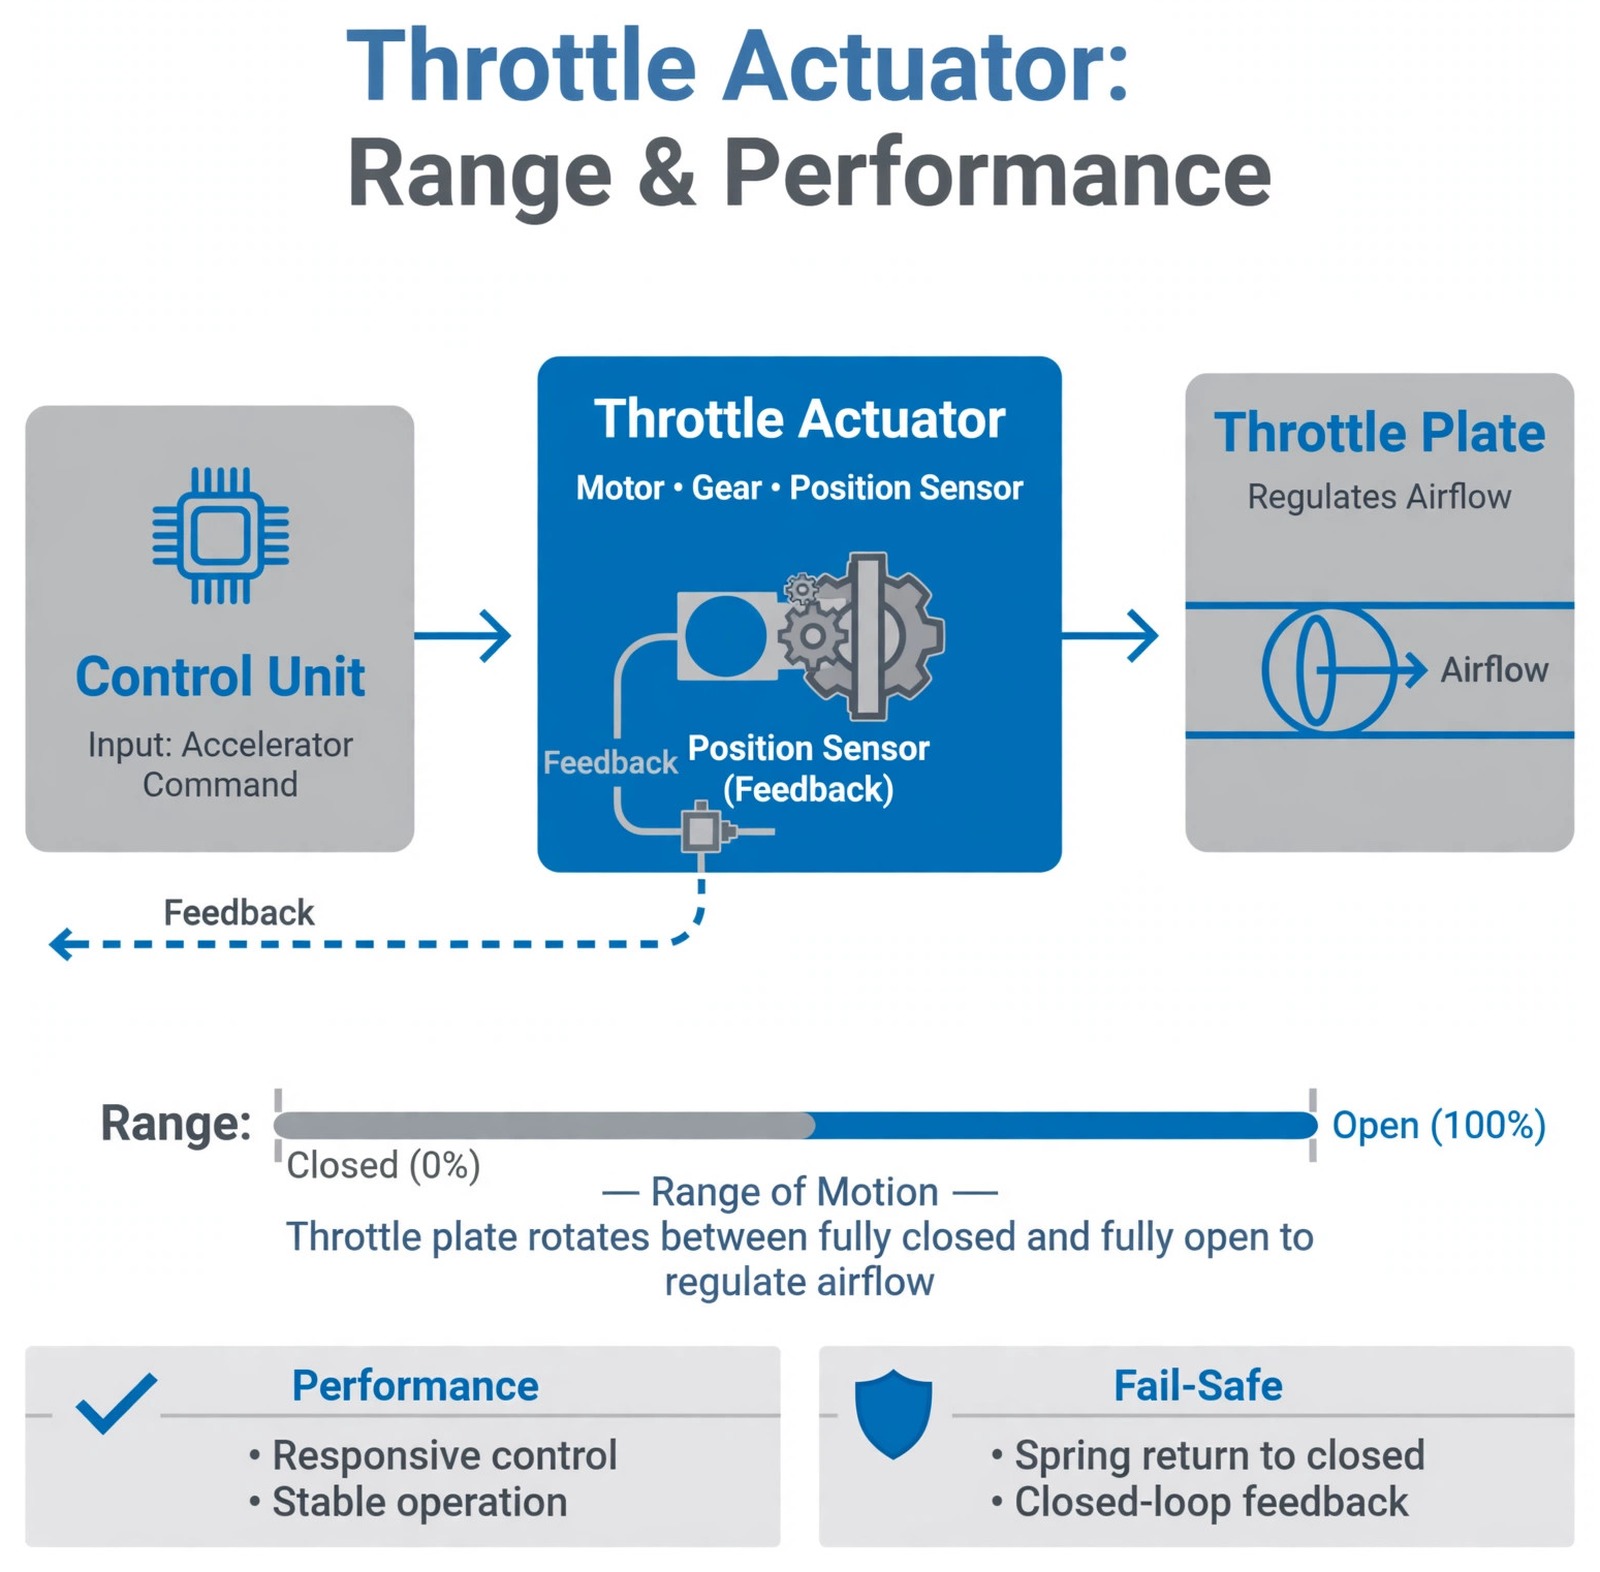 Throttle Actuator:
Range & Performance
Control Unit
Input: Accelerator
Command
Throttle Actuator
Motor • Gear • Position Sensor
Feedback
Position Sensor
(Feedback)
Throttle Plate
Regulates Airflow
Airflow
Feedback
Range:
Closed (0%)
Open (100%)
— Range of Motion —
Throttle plate rotates between fully closed and fully open to
regulate airflow
Performance
• Responsive control
• Stable operation
Fail-Safe
• Spring return to closed
• Closed-loop feedback